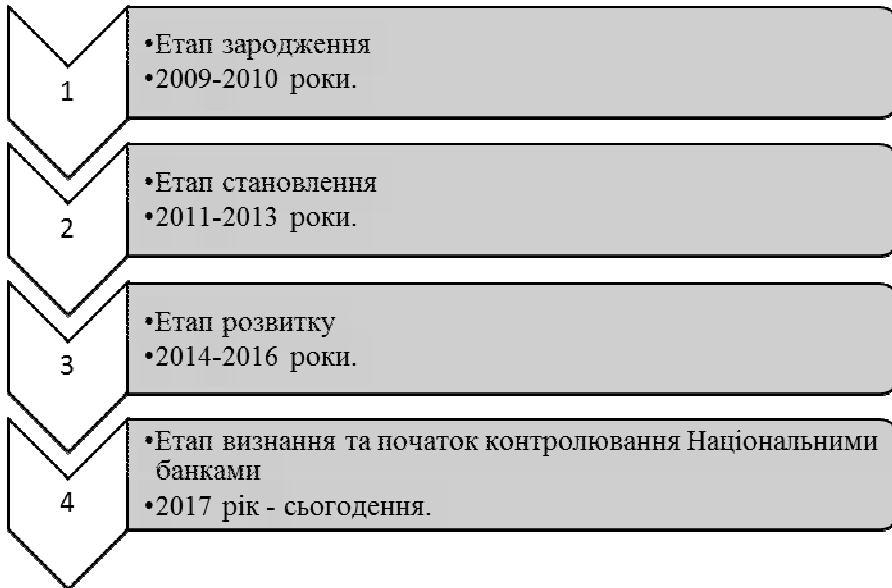 1
•Етап зародження
•2009-2010 роки.
2
•Етап становлення
•2011-2013 роки.
3
•Етап розвитку
•2014-2016 роки.
4
•Етап визнання та початок контролювання Національними
банками
•2017 рік - сьогодення.